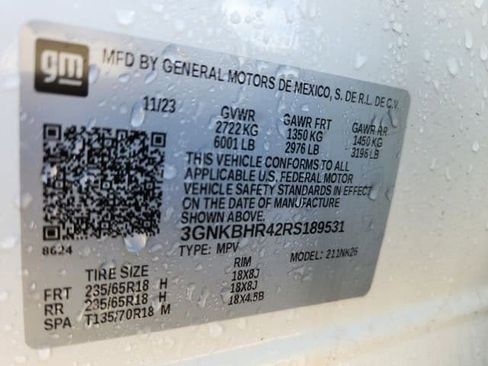 gm
MFD BY GENERAL MOTORS DE MEXICO, S. DE R.L. DE C.V.
11/23 GVWR GAWR FRT GAWR RR
2722 KG 1350 KG 1450 KG
6001 LB 2976 LB 3196 LB
THIS VEHICLE CONFORMS TO ALL
APPLICABLE U.S. FEDERAL MOTOR
VEHICLE SAFETY STANDARDS IN EFFECT
ON THE DATE OF MANUFACTURE
SHOWN ABOVE.
3GNKBHR42RS189531
8624 TYPE: MPV MODEL: 211NK26
TIRE SIZE RIM
FRT 235/65R18 H 18X8J
RR 235/65R18 H 18X8J
SPA T135/70R18 M 18X4.5B